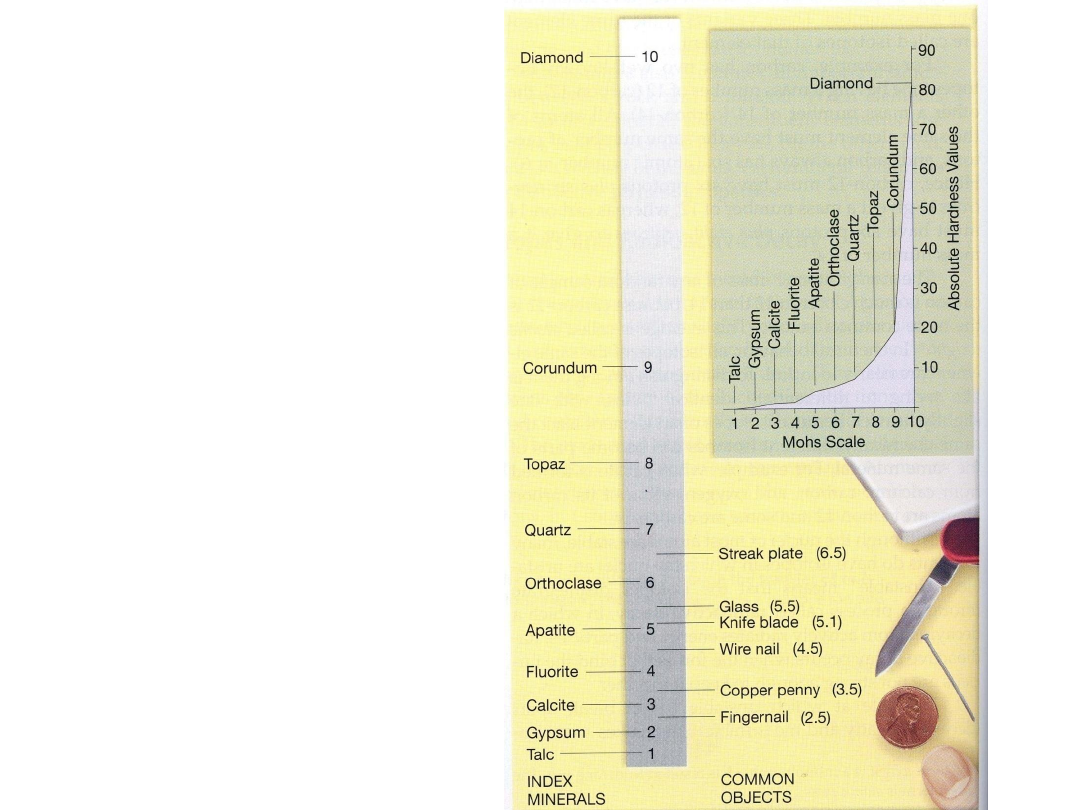 Diamond 10
Corundum 9
Topaz 8
Quartz 7
Orthoclase 6
Apatite 5
Fluorite 4
Calcite 3
Gypsum 2
Talc 1
INDEX
MINERALS
Streak plate (6.5)
Glass (5.5)
Knife blade (5.1)
Wire nail (4.5)
Copper penny (3.5)
Fingernail (2.5)
COMMON
OBJECTS
Diamond
Talc
Gypsum
Calcite
Fluorite
Apatite
Orthoclase
Quartz
Topaz
Corundum
90
80
70
60
50
40
30
20
10
Absolute Hardness Values
1 2 3 4 5 6 7 8 9 10
Mohs Scale